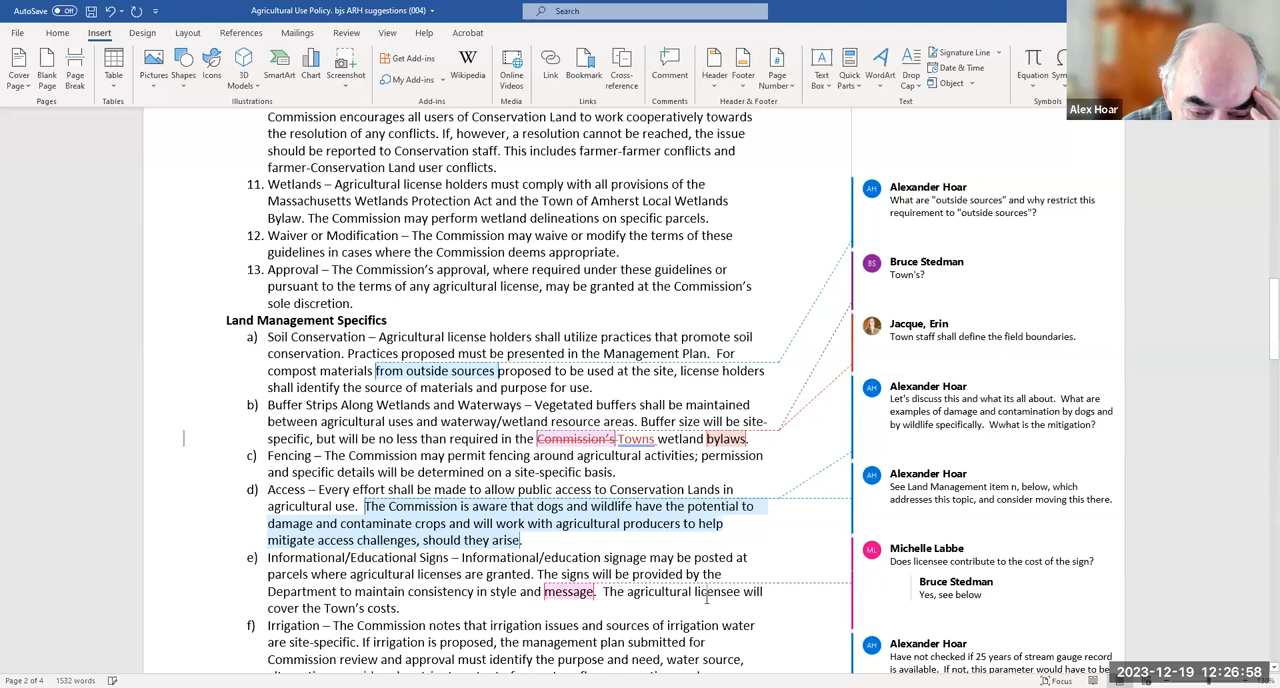 AutoSave Off
Agricultural Use Policy. bjs ARH suggestions (004)
Search
File Home Insert Design Layout References Mailings Review View Help Acrobat
Cover Page
Blank Page
Page Break
Table
Pictures
Shapes
Icons
3D Models
SmartArt
Chart
Screenshot
Get Add-ins
My Add-ins
Wikipedia
Online Videos
Link
Bookmark
Cross-reference
Comment
Header
Footer
Page Number
Text Box
Quick Parts
WordArt
Drop Cap
Signature Line
Date & Time
Object
Equation
Pages Tables Illustrations Add-ins Media Links Comments Header & Footer Text Symbols
Alex Hoar
Commission encourages all users of Conservation Land to work cooperatively towards
the resolution of any conflicts. If, however, a resolution cannot be reached, the issue
should be reported to Conservation staff. This includes farmer-farmer conflicts and
farmer-Conservation Land user conflicts.
11. Wetlands – Agricultural license holders must comply with all provisions of the
Massachusetts Wetlands Protection Act and the Town of Amherst Local Wetlands
Bylaw. The Commission may perform wetland delineations on specific parcels.
12. Waiver or Modification – The Commission may waive or modify the terms of these
guidelines in cases where the Commission deems appropriate.
13. Approval – The Commission's approval, where required under these guidelines or
pursuant to the terms of any agricultural license, may be granted at the Commission's
sole discretion.
Land Management Specifics
a) Soil Conservation – Agricultural license holders shall utilize practices that promote soil
conservation. Practices proposed must be presented in the Management Plan. For
compost materials from outside sources proposed to be used at the site, license holders
shall identify the source of materials and purpose for use.
b) Buffer Strips Along Wetlands and Waterways – Vegetated buffers shall be maintained
between agricultural uses and waterway/wetland resource areas. Buffer size will be site-
specific, but will be no less than required in the Commission's Towns wetland bylaws.
c) Fencing – The Commission may permit fencing around agricultural activities; permission
and specific details will be determined on a site-specific basis.
d) Access – Every effort shall be made to allow public access to Conservation Lands in
agricultural use. The Commission is aware that dogs and wildlife have the potential to
damage and contaminate crops and will work with agricultural producers to help
mitigate access challenges, should they arise.
e) Informational/Educational Signs – Informational/education signage may be posted at
parcels where agricultural licenses are granted. The signs will be provided by the
Department to maintain consistency in style and message. The agricultural licensee will
cover the Town's costs.
f) Irrigation – The Commission notes that irrigation issues and sources of irrigation water
are site-specific. If irrigation is proposed, the management plan submitted for
Commission review and approval must identify the purpose and need, water source,
AH Alexander Hoar
What are "outside sources" and why restrict this
requirement to "outside sources"?
BS Bruce Stedman
Town's?
Jacque, Erin
Town staff shall define the field boundaries.
AH Alexander Hoar
Let's discuss this and what its all about. What are
examples of damage and contamination by dogs and
by wildlife specifically. Wwhat is the mitigation?
AH Alexander Hoar
See Land Management item n, below, which
addresses this topic, and consider moving this there.
ML Michelle Labbe
Does licensee contribute to the cost of the sign?
Bruce Stedman
Yes, see below
AH Alexander Hoar
Have not checked if 25 years of stream gauge record
is available. If not, this parameter would have to be
Page 2 of 4 1532 words
Focus
2023-12-19 12:26:58